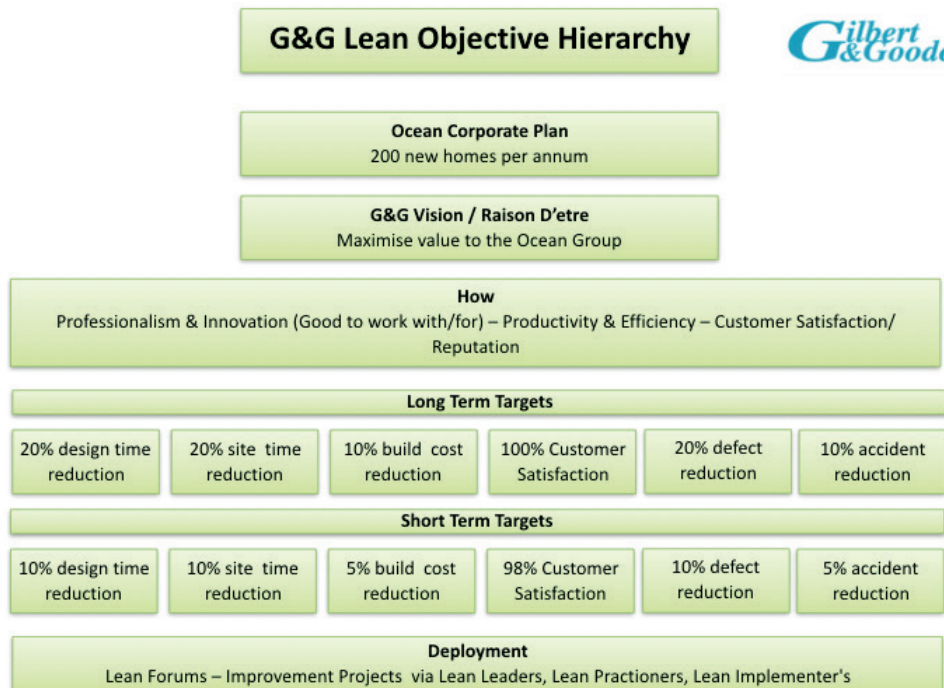 G&G Lean Objective Hierarchy
Gilbert
&Goode
Ocean Corporate Plan
200 new homes per annum
G&G Vision / Raison D'etre
Maximise value to the Ocean Group
How
Professionalism & Innovation (Good to work with/for) – Productivity & Efficiency – Customer Satisfaction/
Reputation
Long Term Targets
20% design time
reduction
20% site time
reduction
10% build cost
reduction
100% Customer
Satisfaction
20% defect
reduction
10% accident
reduction
Short Term Targets
10% design time
reduction
10% site time
reduction
5% build cost
reduction
98% Customer
Satisfaction
10% defect
reduction
5% accident
reduction
Deployment
Lean Forums – Improvement Projects via Lean Leaders, Lean Practioners, Lean Implementer's